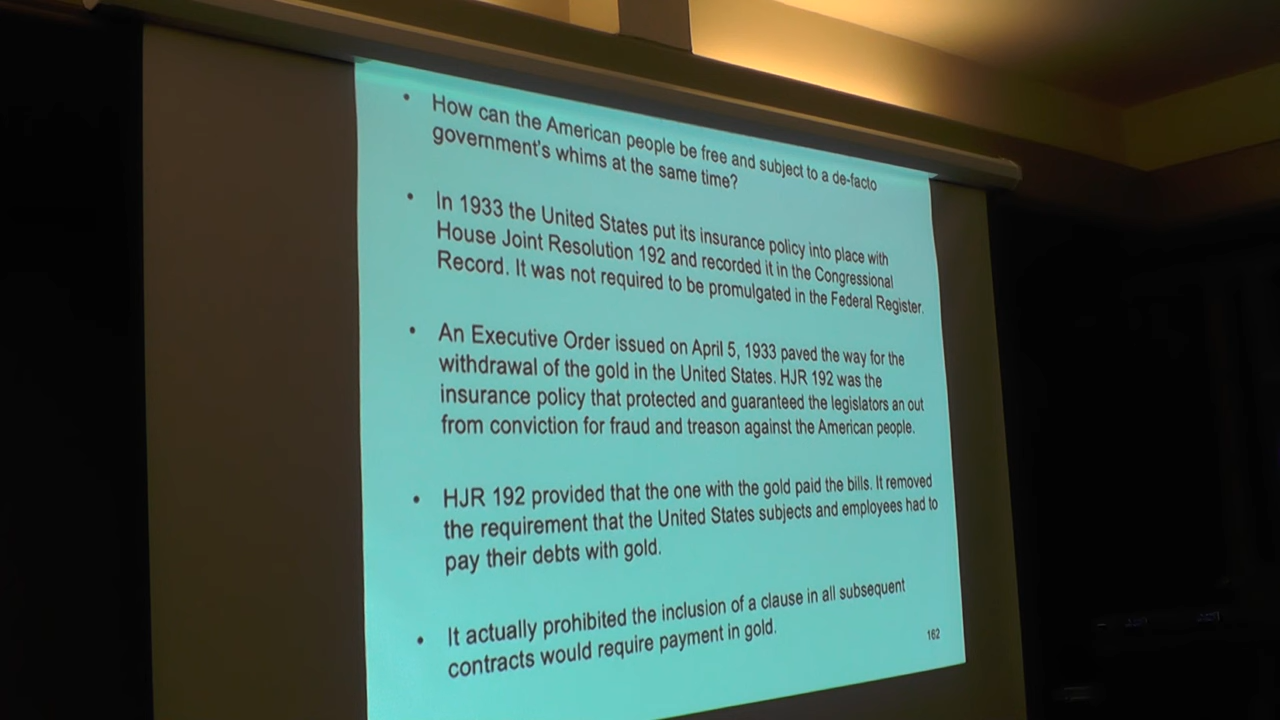 • How can the American people be free and subject to a de-facto
government's whims at the same time?
• In 1933 the United States put its insurance policy into place with
House Joint Resolution 192 and recorded it in the Congressional
Record. It was not required to be promulgated in the Federal Register.
• An Executive Order issued on April 5, 1933 paved the way for the
withdrawal of the gold in the United States. HJR 192 was the
insurance policy that protected and guaranteed the legislators an out
from conviction for fraud and treason against the American people.
• HJR 192 provided that the one with the gold paid the bills. It removed
the requirement that the United States subjects and employees had to
pay their debts with gold.
• It actually prohibited the inclusion of a clause in all subsequent
contracts would require payment in gold.
162